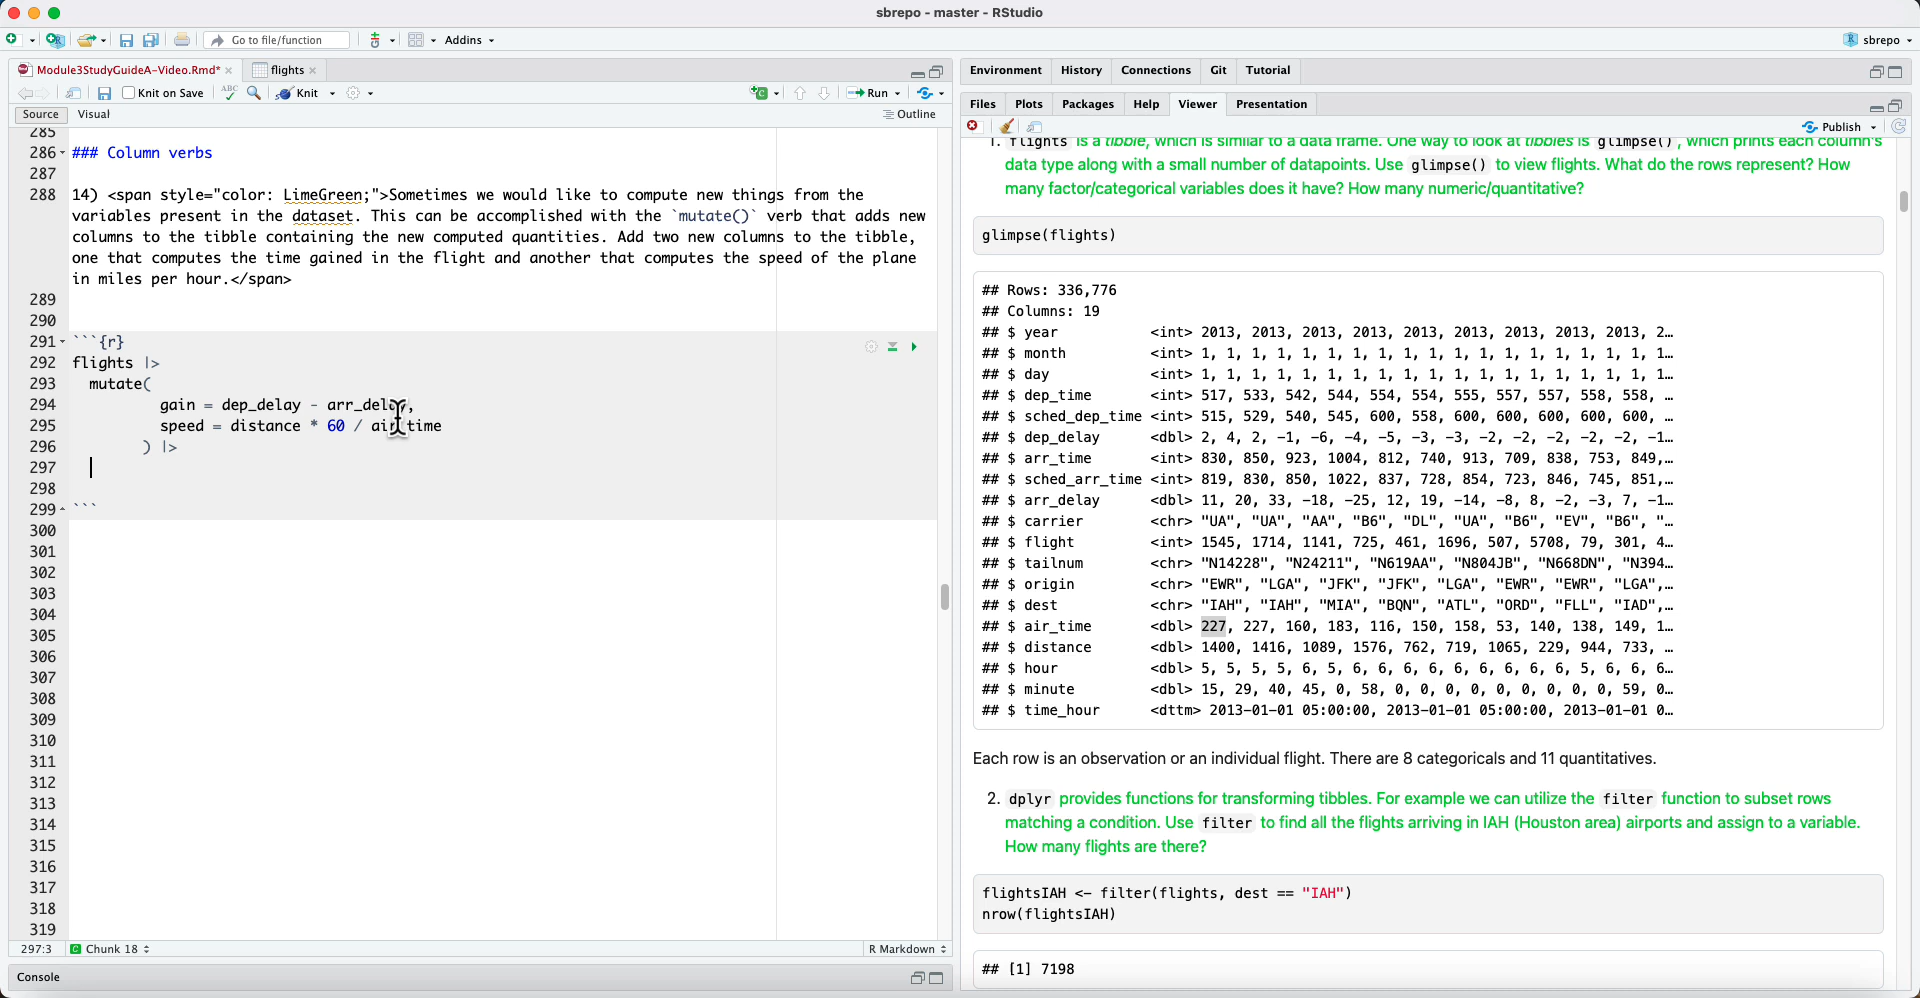 sbrepo - master - RStudio
Go to file/function
Addins
sbrepo
Module3StudyGuideA-Video.Rmd*
flights
Knit on Save
ABC
Knit
Run
Source
Visual
Outline
285
286 ### Column verbs
287
288 14) <span style="color: LimeGreen;">Sometimes we would like to compute new things from the
variables present in the dataset. This can be accomplished with the `mutate()` verb that adds new
columns to the tibble containing the new computed quantities. Add two new columns to the tibble,
one that computes the time gained in the flight and another that computes the speed of the plane
in miles per hour.</span>
289
290
291 ```{r}
292 flights |>
293 mutate(
294 gain = dep_delay - arr_delay,
295 speed = distance * 60 / air_time
296 ) |>
297
298
299 ```
300
301
302
303
304
305
306
307
308
309
310
311
312
313
314
315
316
317
318
319
297:3
Chunk 18
R Markdown
Console
Environment
History
Connections
Git
Tutorial
Files
Plots
Packages
Help
Viewer
Presentation
Publish
1. flights is a tibble, which is similar to a data frame. One way to look at tibbles is glimpse(), which prints each column's
data type along with a small number of datapoints. Use glimpse() to view flights. What do the rows represent? How
many factor/categorical variables does it have? How many numeric/quantitative?
glimpse(flights)
## Rows: 336,776
## Columns: 19
## $ year <int> 2013, 2013, 2013, 2013, 2013, 2013, 2013, 2013, 2013, 2…
## $ month <int> 1, 1, 1, 1, 1, 1, 1, 1, 1, 1, 1, 1, 1, 1, 1, 1, 1, 1, 1…
## $ day <int> 1, 1, 1, 1, 1, 1, 1, 1, 1, 1, 1, 1, 1, 1, 1, 1, 1, 1, 1…
## $ dep_time <int> 517, 533, 542, 544, 554, 554, 555, 557, 557, 558, 558, …
## $ sched_dep_time <int> 515, 529, 540, 545, 600, 558, 600, 600, 600, 600, 600, …
## $ dep_delay <dbl> 2, 4, 2, -1, -6, -4, -5, -3, -3, -2, -2, -2, -2, -2, -1…
## $ arr_time <int> 830, 850, 923, 1004, 812, 740, 913, 709, 838, 753, 849,…
## $ sched_arr_time <int> 819, 830, 850, 1022, 837, 728, 854, 723, 846, 745, 851,…
## $ arr_delay <dbl> 11, 20, 33, -18, -25, 12, 19, -14, -8, 8, -2, -3, 7, -1…
## $ carrier <chr> "UA", "UA", "AA", "B6", "DL", "UA", "B6", "EV", "B6", "…
## $ flight <int> 1545, 1714, 1141, 725, 461, 1696, 507, 5708, 79, 301, 4…
## $ tailnum <chr> "N14228", "N24211", "N619AA", "N804JB", "N668DN", "N394…
## $ origin <chr> "EWR", "LGA", "JFK", "JFK", "LGA", "EWR", "EWR", "LGA",…
## $ dest <chr> "IAH", "IAH", "MIA", "BQN", "ATL", "ORD", "FLL", "IAD",…
## $ air_time <dbl> 227, 227, 160, 183, 116, 150, 158, 53, 140, 138, 149, 1…
## $ distance <dbl> 1400, 1416, 1089, 1576, 762, 719, 1065, 229, 944, 733, …
## $ hour <dbl> 5, 5, 5, 5, 6, 5, 6, 6, 6, 6, 6, 6, 6, 6, 6, 5, 6, 6, 6…
## $ minute <dbl> 15, 29, 40, 45, 0, 58, 0, 0, 0, 0, 0, 0, 0, 0, 0, 59, 0…
## $ time_hour <dttm> 2013-01-01 05:00:00, 2013-01-01 05:00:00, 2013-01-01 0…
Each row is an observation or an individual flight. There are 8 categoricals and 11 quantitatives.
2. dplyr provides functions for transforming tibbles. For example we can utilize the filter function to subset rows
matching a condition. Use filter to find all the flights arriving in IAH (Houston area) airports and assign to a variable.
How many flights are there?
flightsIAH <- filter(flights, dest == "IAH")
nrow(flightsIAH)
## [1] 7198